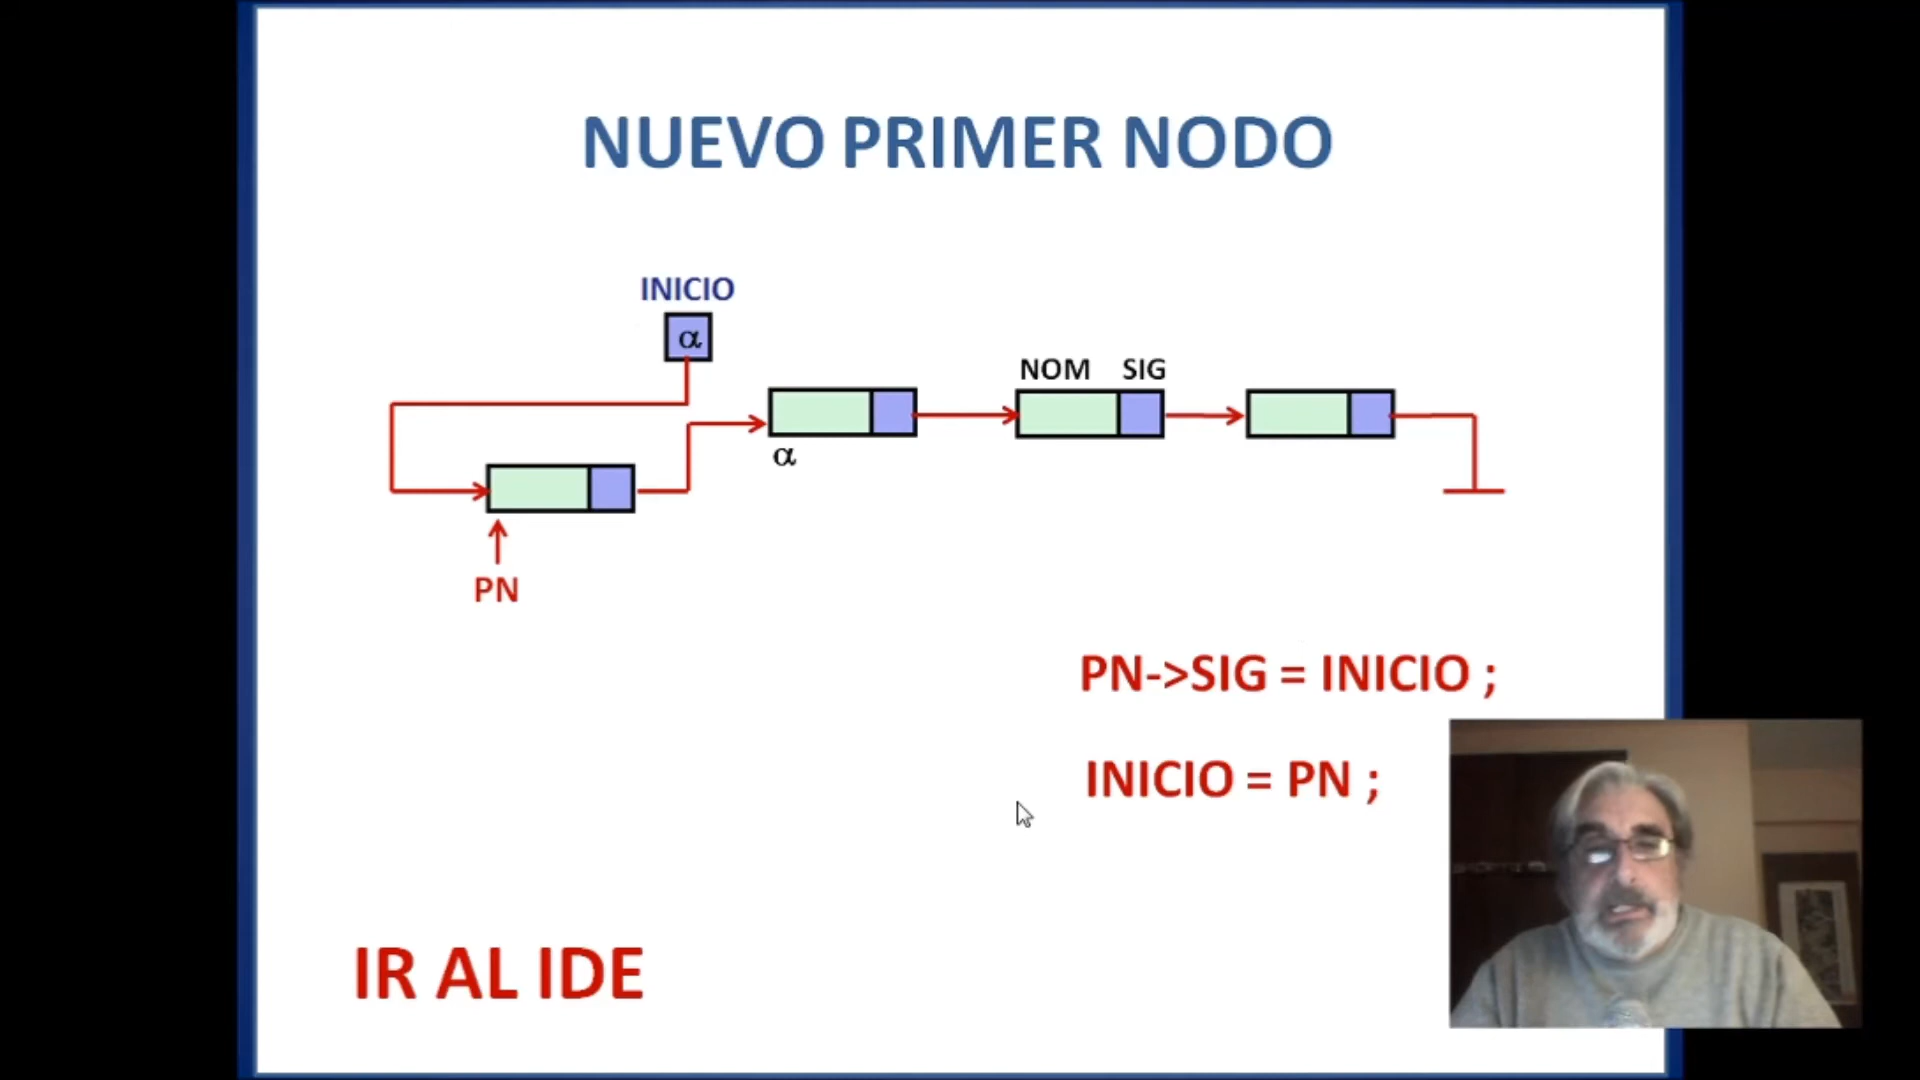 NUEVO PRIMER NODO
INICIO
α
NOM SIG
α
PN
PN->SIG = INICIO ;
INICIO = PN ;
IR AL IDE